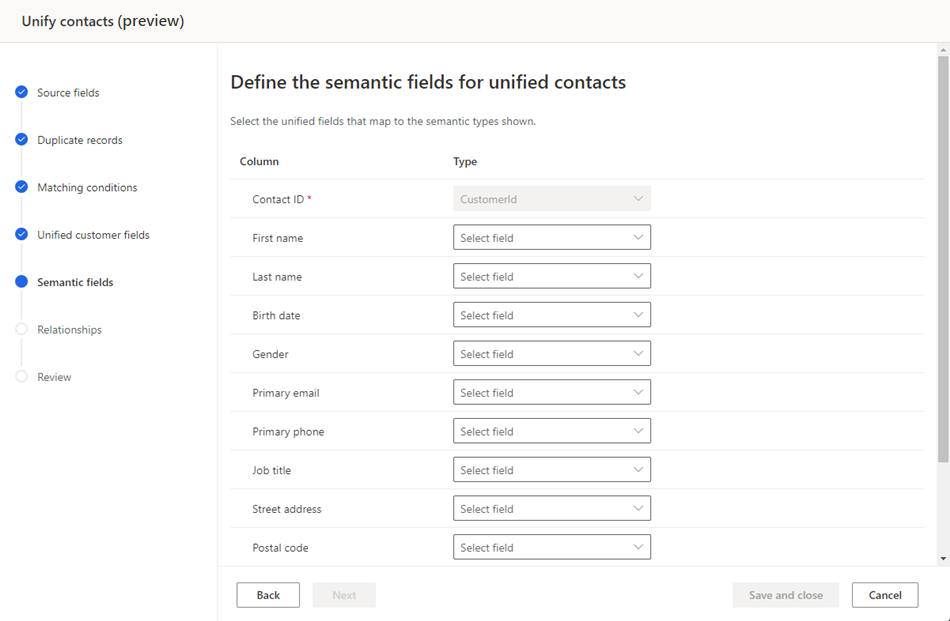 Unify contacts (preview)
Source fields
Duplicate records
Matching conditions
Unified customer fields
Semantic fields
Relationships
Review
Define the semantic fields for unified contacts
Select the unified fields that map to the semantic types shown.
Column Type
Contact ID * CustomerId
First name Select field
Last name Select field
Birth date Select field
Gender Select field
Primary email Select field
Primary phone Select field
Job title Select field
Street address Select field
Postal code Select field
Back Next Save and close Cancel